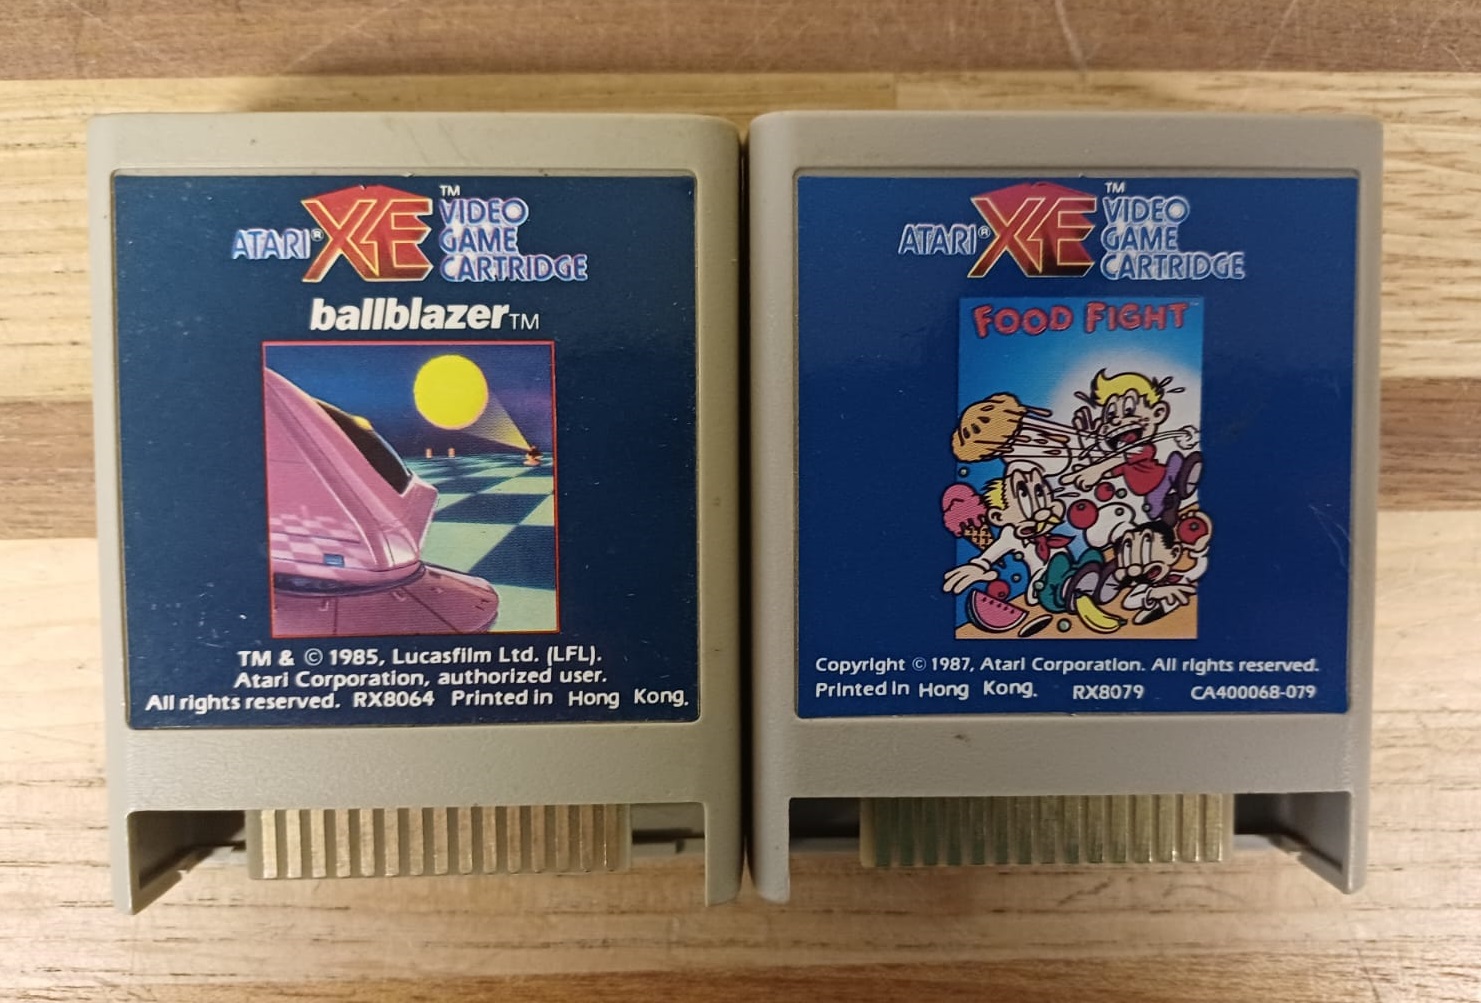 ATARI® XE™ VIDEO
GAME
CARTRIDGE
ballblazer™
TM & © 1985, Lucasfilm Ltd. (LFL).
Atari Corporation, authorized user.
All rights reserved. RX8064 Printed in Hong Kong.
ATARI® XE™ VIDEO
GAME
CARTRIDGE
FOOD FIGHT™
Copyright © 1987, Atari Corporation. All rights reserved.
Printed in Hong Kong. RX8079 CA400068-079